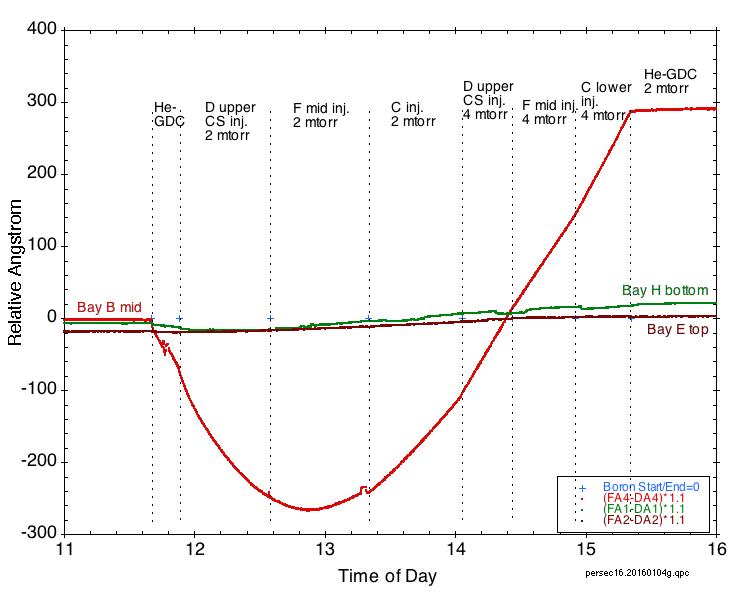 400
300
200
100
0
-100
-200
-300
Relative Angstrom
He-
GDC
D upper
CS inj.
2 mtorr
F mid inj.
2 mtorr
C inj.
2 mtorr
D upper
CS inj.
4 mtorr
F mid inj.
4 mtorr
C lower
inj.
4 mtorr
He-GDC
2 mtorr
Bay B mid
Bay H bottom
Bay E top
Boron Start/End=0
(FA4-DA4)*1.1
(FA1-DA1)*1.1
(FA2-DA2)*1.1
11 12 13 14 15 16
Time of Day
persec16.20160104g.qpc